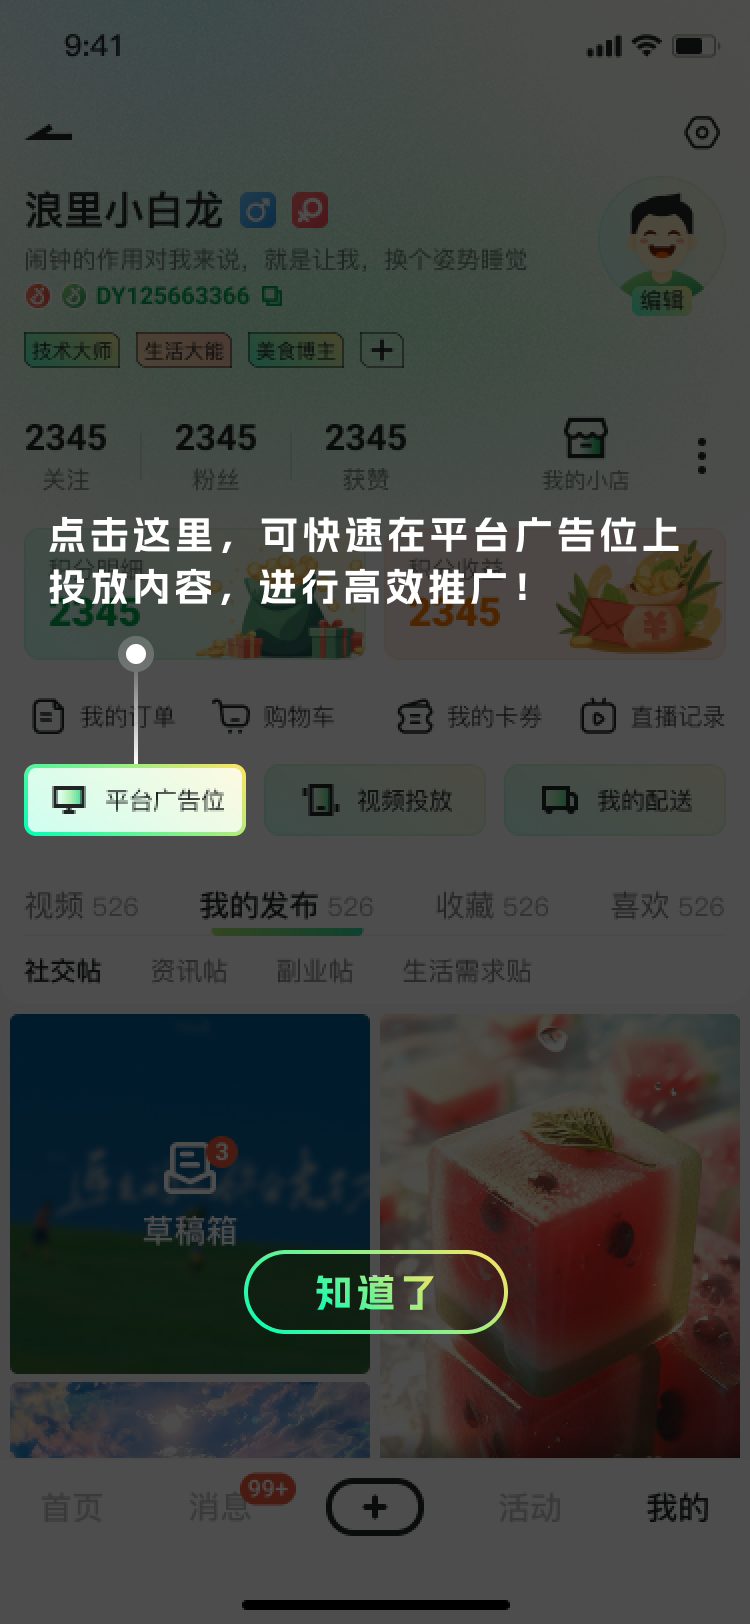 9:41
浪里小白龙
闹钟的作用对我来说，就是让我，换个姿势睡觉
DY125663366
编辑
技术大师 生活大能 美食博主
2345 2345 2345
关注 粉丝 获赞 我的小店
点击这里，可快速在平台广告位上
投放内容，进行高效推广！
积分明细 积分收益
2345 2345
我的订单 购物车 我的卡券 直播记录
平台广告位 视频投放 我的配送
视频 526 我的发布 526 收藏 526 喜欢 526
社交帖 资讯帖 副业帖 生活需求贴
3
草稿箱
知道了
99+
首页 消息 活动 我的